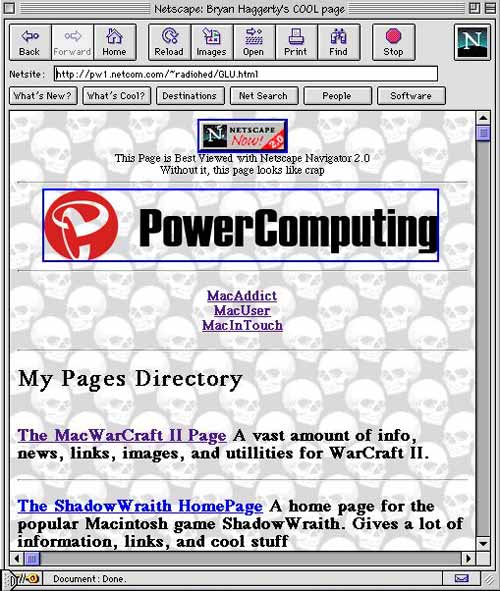 Netscape: Bryan Haggerty's COOL page
Back Forward Home Reload Images Open Print Find Stop N
Netsite: http://pw1.netcom.com/~radiohed/GLU.html
What's New? What's Cool? Destinations Net Search People Software
N NETSCAPE
Now! 2.0
This Page is Best Viewed with Netscape Navigator 2.0
Without it, this page looks like crap
PowerComputing
MacAddict
MacUser
MacInTouch
My Pages Directory
The MacWarCraft II Page A vast amount of info,
news, links, images, and utillities for WarCraft II.
The ShadowWraith HomePage A home page for the
popular Macintosh game ShadowWraith. Gives a lot of
information, links, and cool stuff
Document: Done.